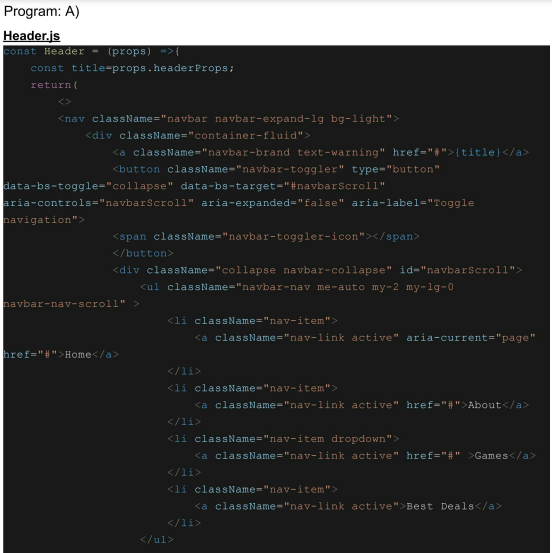 Program: A)
Header.js
const Header = (props) =>{
const title=props.headerProps;
return(
<>
<nav className="navbar navbar-expand-lg bg-light">
<div className="container-fluid">
<a className="navbar-brand text-warning" href="#">{title}</a>
<button className="navbar-toggler" type="button"
data-bs-toggle="collapse" data-bs-target="#navbarScroll"
aria-controls="navbarScroll" aria-expanded="false" aria-label="Toggle
navigation">
<span className="navbar-toggler-icon"></span>
</button>
<div className="collapse navbar-collapse" id="navbarScroll">
<ul className="navbar-nav me-auto my-2 my-lg-0
navbar-nav-scroll" >
<li className="nav-item">
<a className="nav-link active" aria-current="page"
href="#">Home</a>
</li>
<li className="nav-item">
<a className="nav-link active" href="#">About</a>
</li>
<li className="nav-item dropdown">
<a className="nav-link active" href="#" >Games</a>
</li>
<li className="nav-item">
<a className="nav-link active">Best Deals</a>
</li>
</ul>